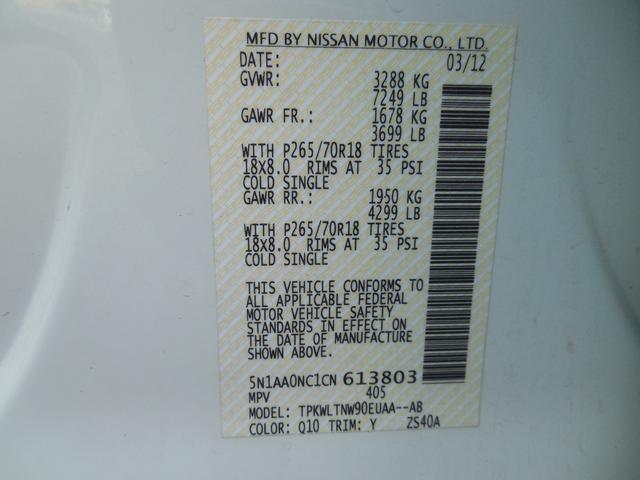 MFD BY NISSAN MOTOR CO., LTD.
DATE: 03/12
GVWR: 3288 KG
7249 LB
GAWR FR.: 1678 KG
3699 LB
WITH P265/70R18 TIRES
18X8.0 RIMS AT 35 PSI
COLD SINGLE
GAWR RR.: 1950 KG
4299 LB
WITH P265/70R18 TIRES
18X8.0 RIMS AT 35 PSI
COLD SINGLE
THIS VEHICLE CONFORMS TO
ALL APPLICABLE FEDERAL
MOTOR VEHICLE SAFETY
STANDARDS IN EFFECT ON
THE DATE OF MANUFACTURE
SHOWN ABOVE.
5N1AA0NC1CN 613803
MPV 405
MODEL: TPKWLTNW90EUAA--AB
COLOR: Q10 TRIM: Y ZS40A